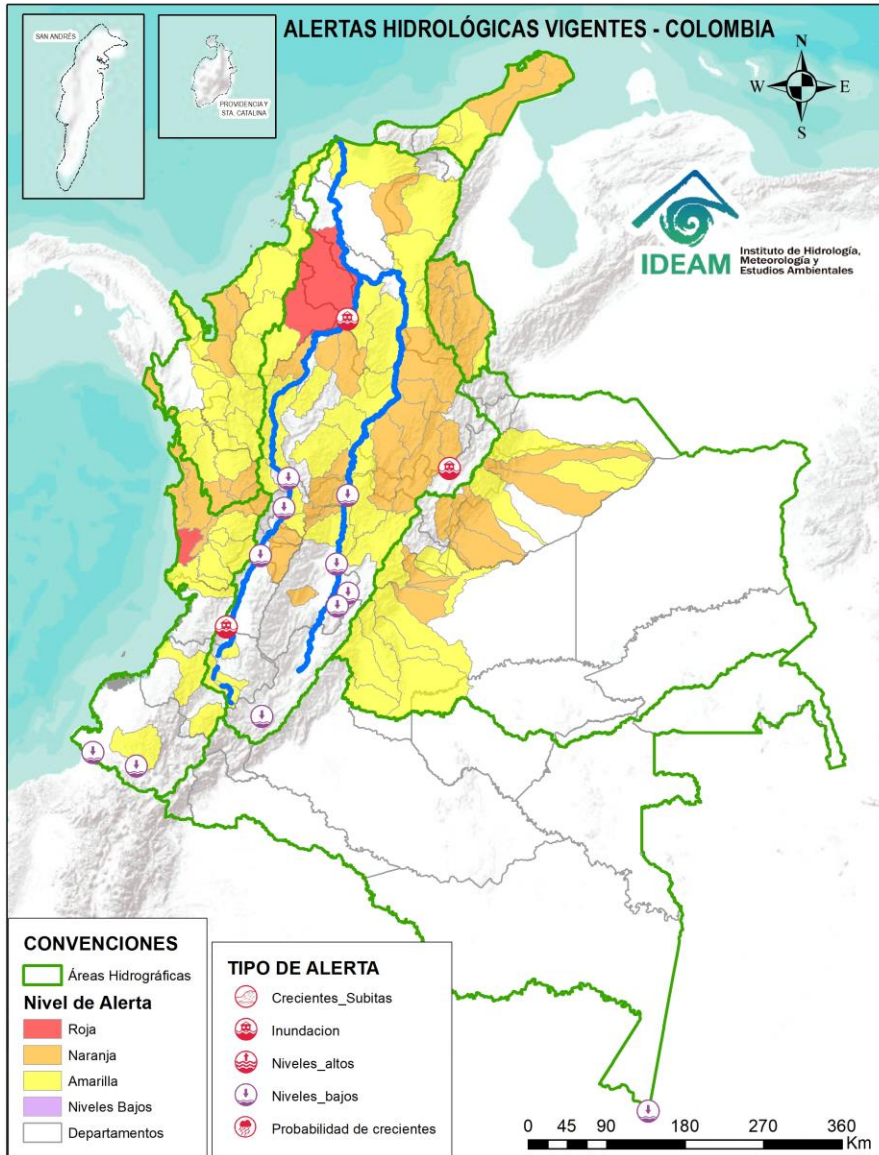 ALERTAS HIDROLÓGICAS VIGENTES - COLOMBIA
SAN ANDRÉS
PROVIDENCIA Y
STA. CATALINA
N
W
E
S
IDEAM
Instituto de Hidrología,
Meteorología y
Estudios Ambientales
CONVENCIONES
Áreas Hidrográficas
Nivel de Alerta
Roja
Naranja
Amarilla
Niveles Bajos
Departamentos
TIPO DE ALERTA
Crecientes_Subitas
Inundacion
Niveles_altos
Niveles_bajos
Probabilidad de crecientes
0 45 90 180 270 360
Km